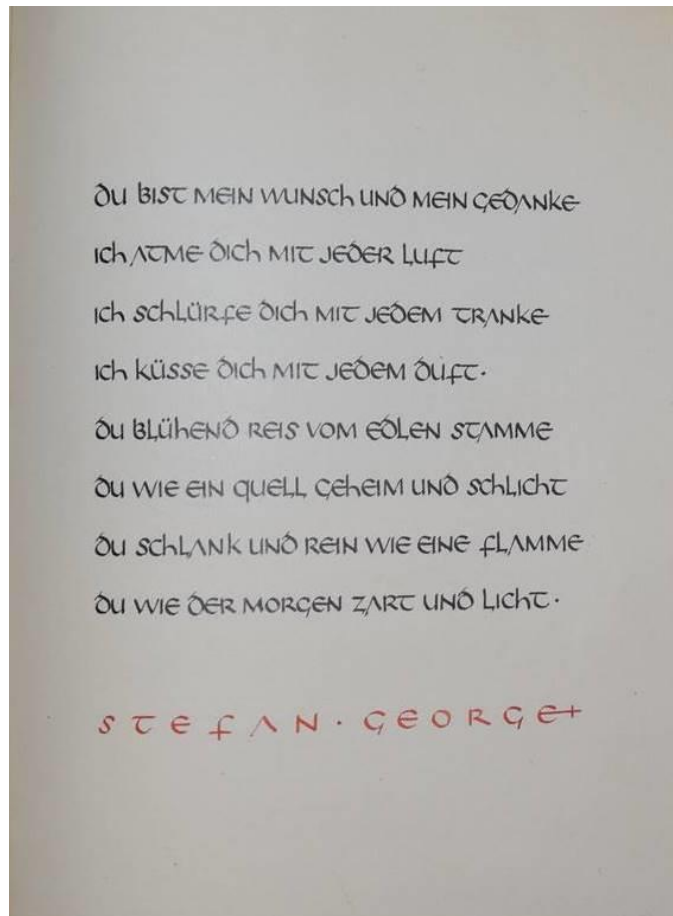 du bist mein wunsch und mein gedanke
ich atme dich mit jeder luft
ich schlürfe dich mit jedem tranke
ich küsse dich mit jedem duft·
du blühend reis vom edlen stamme
du wie ein quell geheim und schlicht
du schlank und rein wie eine flamme
du wie der morgen zart und licht·
STEFAN·GEORGE+